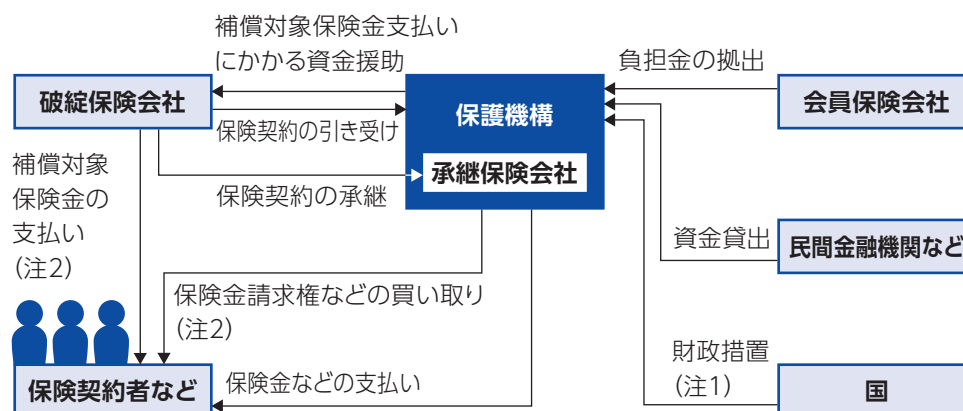 補償対象保険金支払い
にかかる資金援助
負担金の拠出
破綻保険会社
保護機構
会員保険会社
保険契約の引き受け
補償対象
保険金の
支払い
(注2)
承継保険会社
保険契約の承継
資金貸出
民間金融機関など
保険金請求権などの買い取り
(注2)
財政措置
(注1)
保険契約者など
保険金などの支払い
国